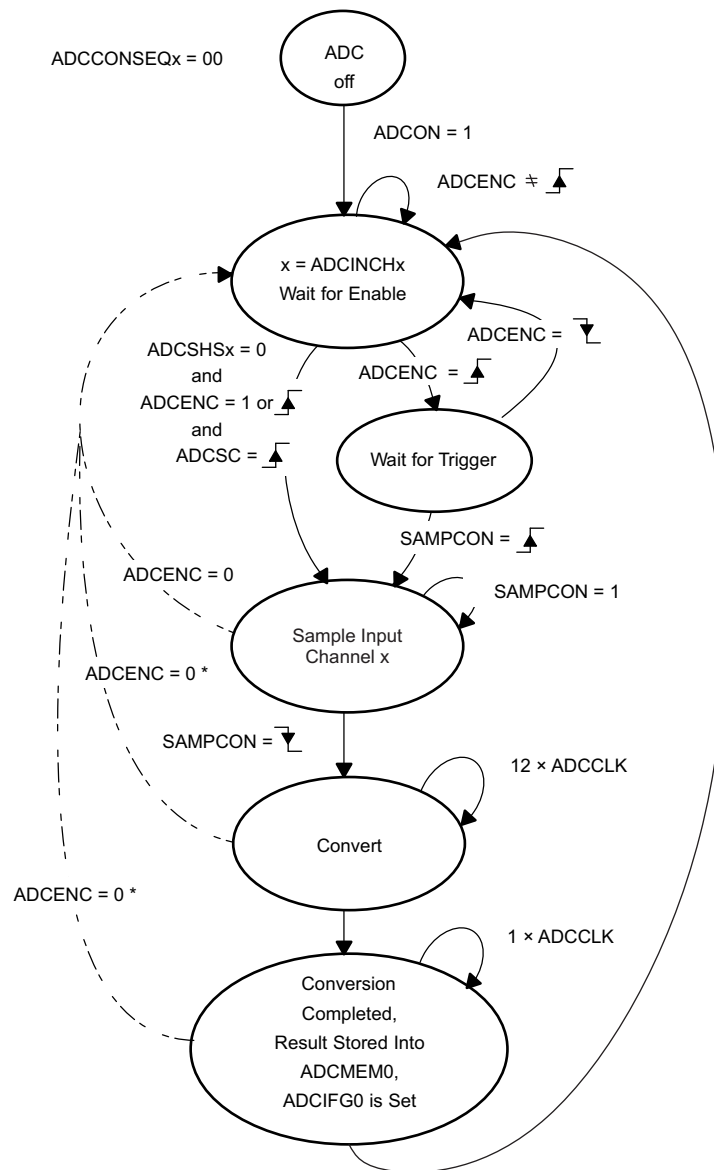 ADCCONSEQx = 00
ADC
off
ADCON = 1
ADCENC ≠
x = ADCINCHx
Wait for Enable
ADCENC =
ADCSHSx = 0
and
ADCENC = 1 or
and
ADCSC =
ADCENC =
Wait for Trigger
SAMPCON =
ADCENC = 0
SAMPCON = 1
Sample Input
Channel x
ADCENC = 0 *
SAMPCON =
12 × ADCCLK
Convert
ADCENC = 0 *
1 × ADCCLK
Conversion
Completed,
Result Stored Into
ADCMEM0,
ADCIFG0 is Set